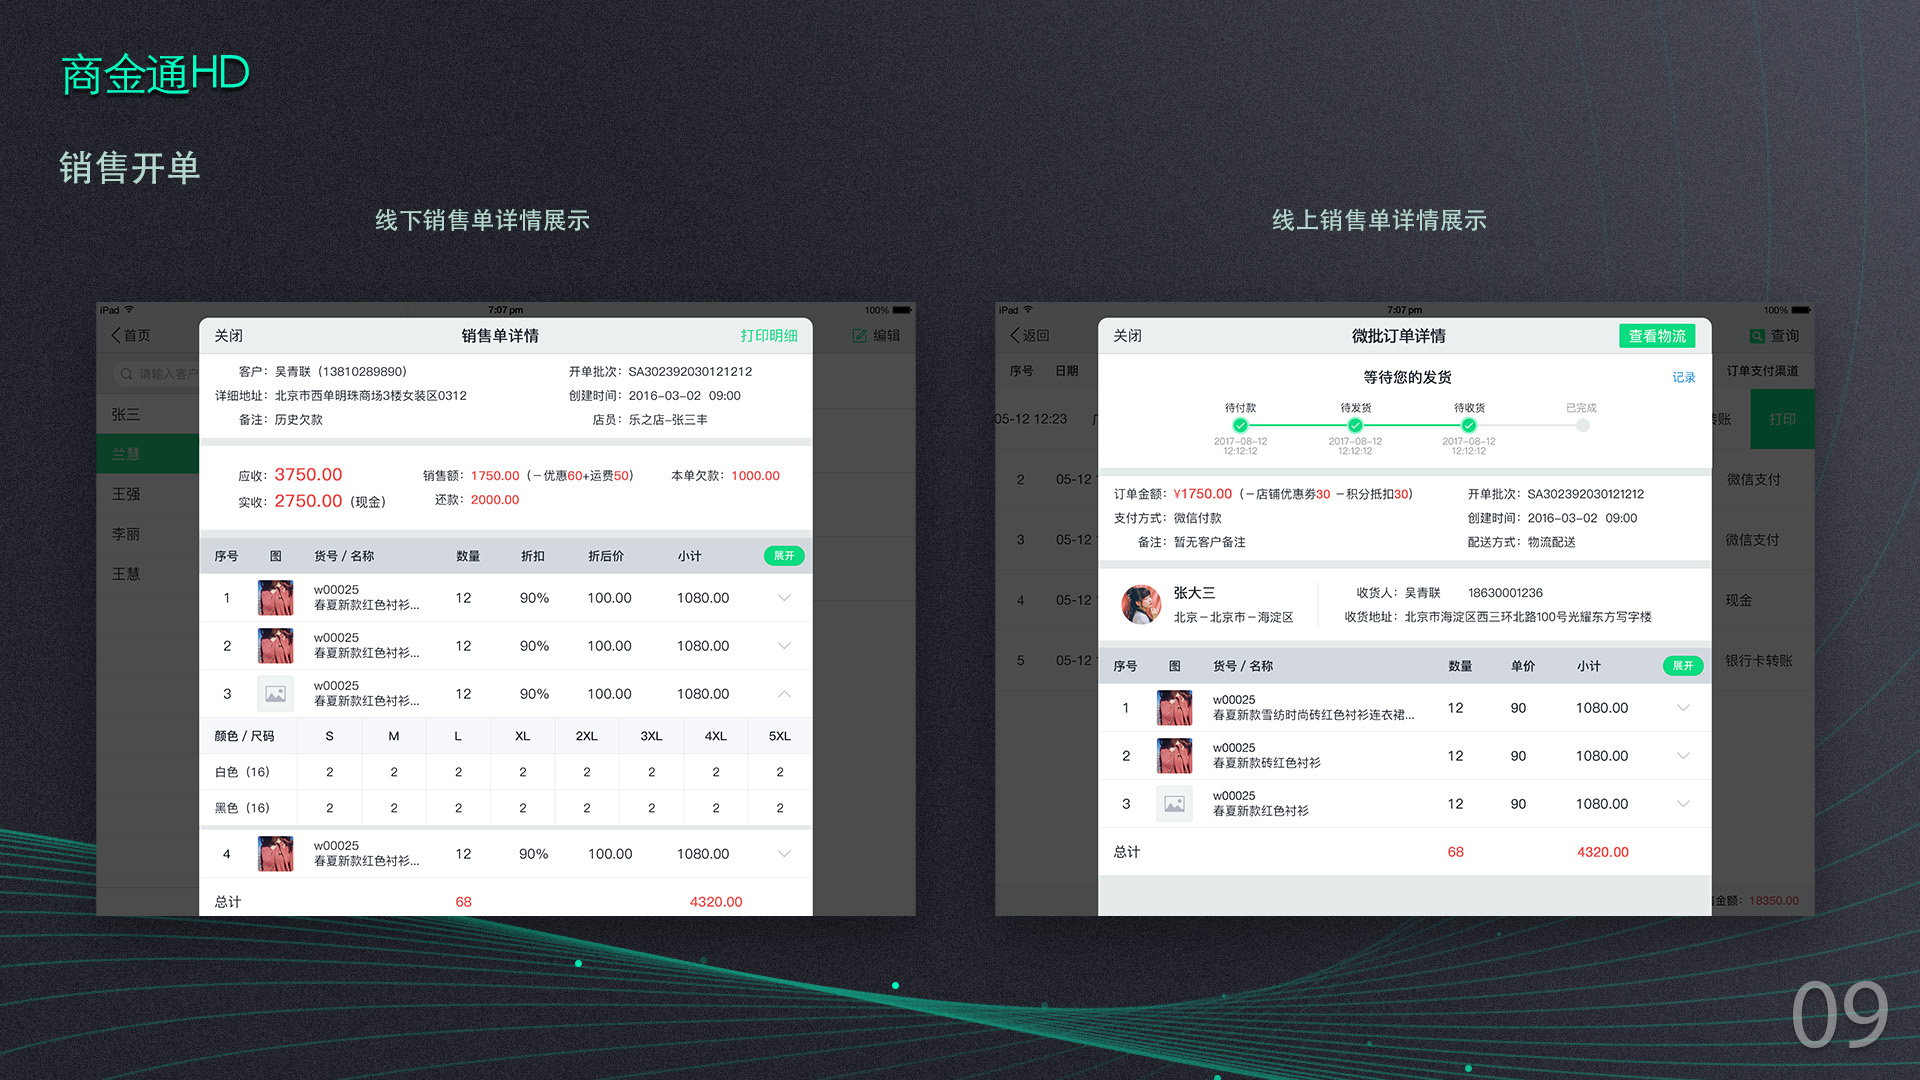 商金通HD
销售开单
线下销售单详情展示
线上销售单详情展示
iPad 7:07 pm 100%
首页 编辑
请输入客户
张三
兰慧
王强
李丽
王慧
关闭 销售单详情 打印明细
客户： 吴青联（13810289890） 开单批次： SA302392030121212
详细地址： 北京市西单明珠商场3楼女装区0312 创建时间： 2016-03-02 09:00
备注： 历史欠款 店员： 乐之店-张三丰
应收： 3750.00 销售额： 1750.00（－优惠60+运费50） 本单欠款： 1000.00
实收： 2750.00（现金） 还款： 2000.00
序号 图 货号 / 名称 数量 折扣 折后价 小计 展开
1 w00025 12 90% 100.00 1080.00
春夏新款红色衬衫...
2 w00025 12 90% 100.00 1080.00
春夏新款红色衬衫...
3 w00025 12 90% 100.00 1080.00
春夏新款红色衬衫...
颜色 / 尺码 S M L XL 2XL 3XL 4XL 5XL
白色（16） 2 2 2 2 2 2 2 2
黑色（16） 2 2 2 2 2 2 2 2
4 w00025 12 90% 100.00 1080.00
春夏新款红色衬衫...
总计 68 4320.00
iPad 7:07 pm 100%
返回 查询
序号 日期 订单支付渠道
05-12 12:23 转账 打印
2 05-12 微信支付
3 05-12 微信支付
4 05-12 现金
5 05-12 银行卡转账
金额： 18350.00
关闭 微批订单详情 查看物流
等待您的发货 记录
待付款 待发货 待收货 已完成
2017-08-12 2017-08-12 2017-08-12
12:12:12 12:12:12 12:12:12
订单金额： ¥1750.00（－店铺优惠券30 －积分抵扣30） 开单批次： SA302392030121212
支付方式： 微信付款 创建时间： 2016-03-02 09:00
备注： 暂无客户备注 配送方式： 物流配送
张大三 收货人： 吴青联 18630001236
北京－北京市－海淀区 收货地址： 北京市海淀区西三环北路100号光耀东方写字楼
序号 图 货号 / 名称 数量 单价 小计 展开
1 w00025 12 90 1080.00
春夏新款雪纺时尚砖红色衬衫连衣裙...
2 w00025 12 90 1080.00
春夏新款砖红色衬衫
3 w00025 12 90 1080.00
春夏新款红色衬衫
总计 68 4320.00
09